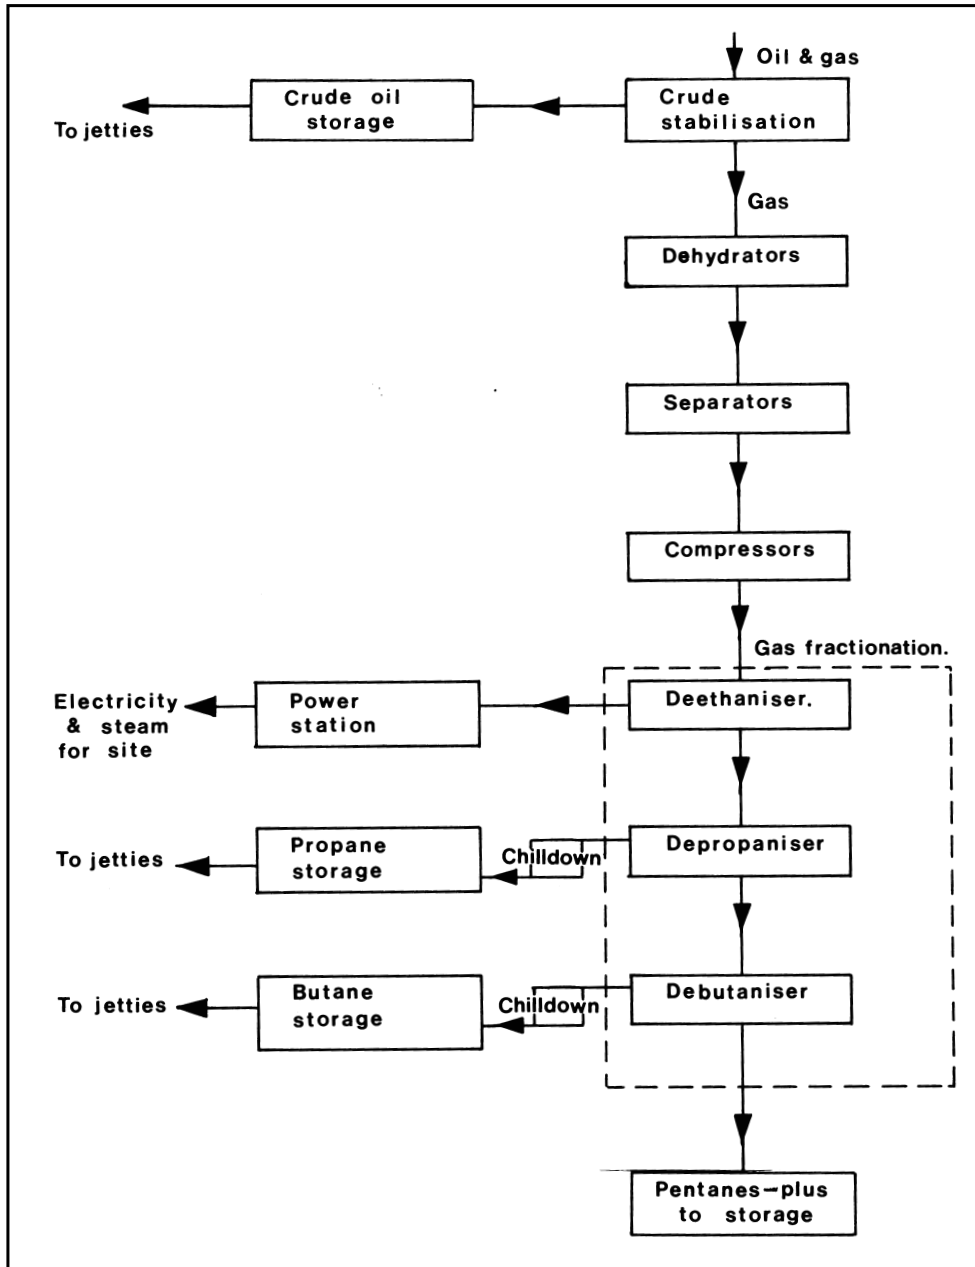 Oil & gas
Crude oil
storage
Crude
stabilisation
To jetties
Gas
Dehydrators
Separators
Compressors
Gas fractionation.
Electricity
& steam
for site
Power
station
Deethaniser.
To jetties
Propane
storage
Chilldown
Depropaniser
To jetties
Butane
storage
Chilldown
Debutaniser
Pentanes-plus
to storage